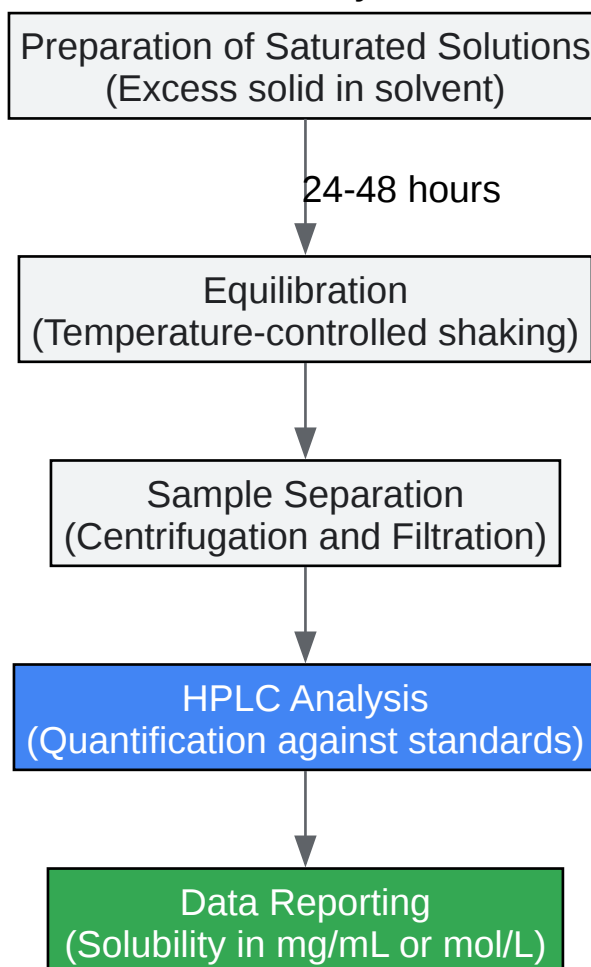 Preparation of Saturated Solutions
(Excess solid in solvent)
24-48 hours
Equilibration
(Temperature-controlled shaking)
Sample Separation
(Centrifugation and Filtration)
HPLC Analysis
(Quantification against standards)
Data Reporting
(Solubility in mg/mL or mol/L)